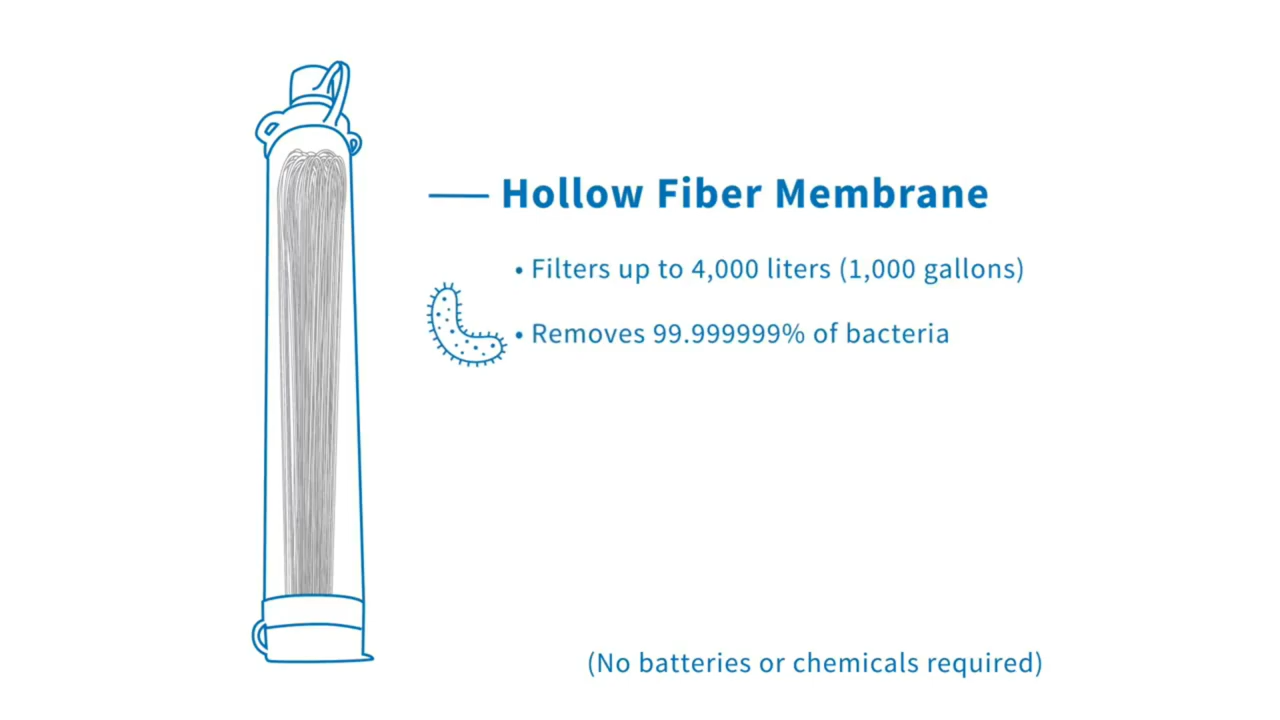 Hollow Fiber Membrane
• Filters up to 4,000 liters (1,000 gallons)
• Removes 99.999999% of bacteria
(No batteries or chemicals required)